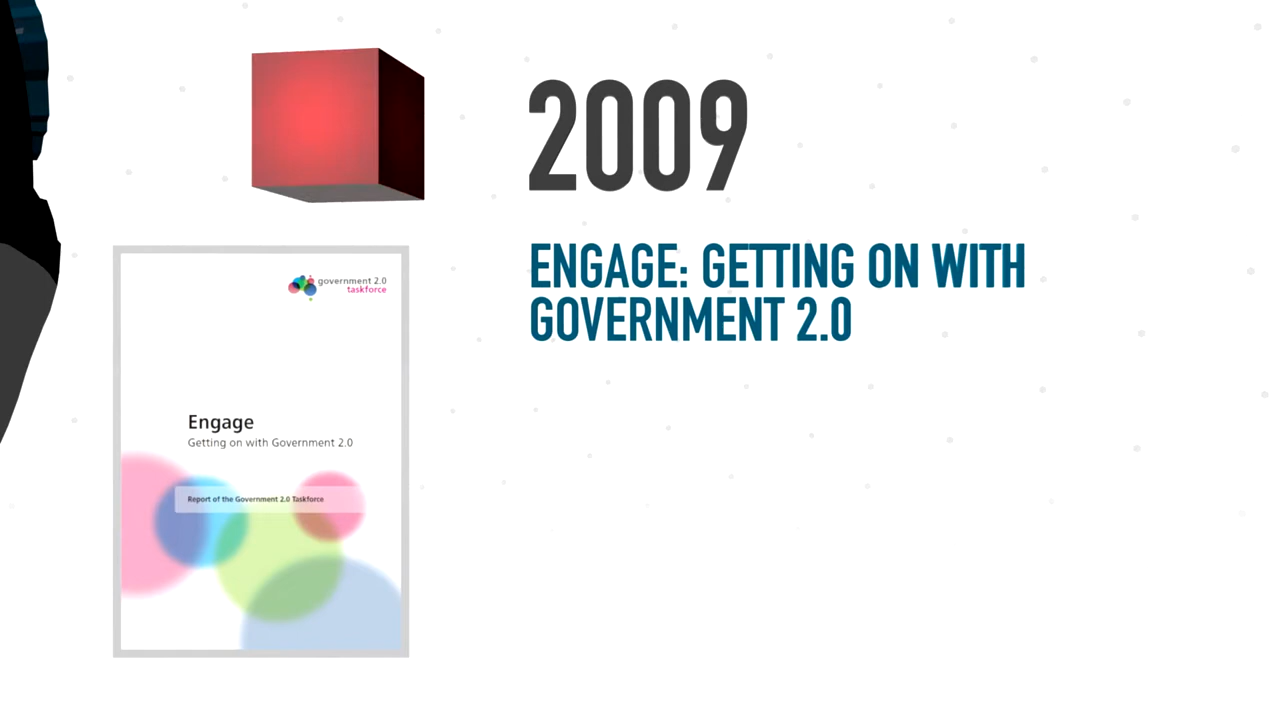 2009
ENGAGE: GETTING ON WITH
GOVERNMENT 2.0
government 2.0
taskforce
Engage
Getting on with Government 2.0
Report of the Government 2.0 Taskforce